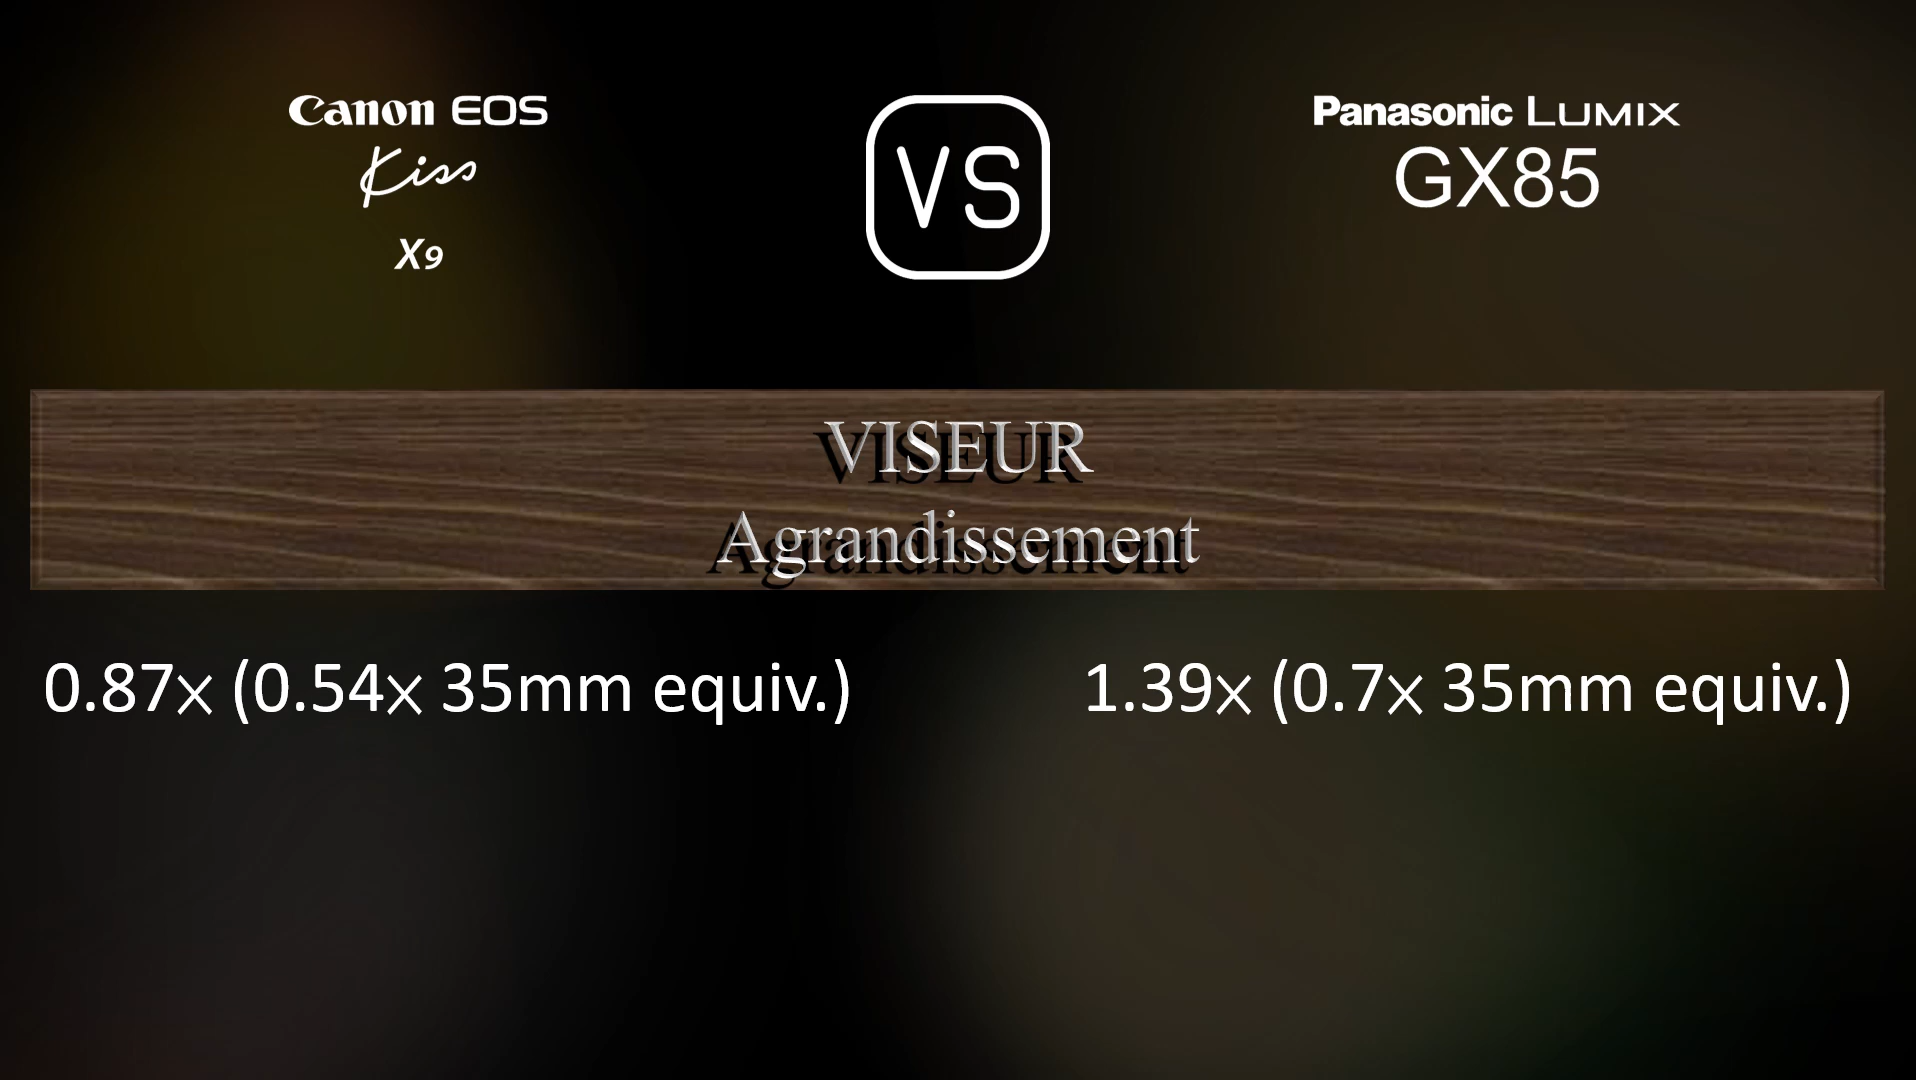 Canon EOS
Kiss
X9
VS
Panasonic LUMIX
GX85
VISEUR
Agrandissement
0.87x (0.54x 35mm equiv.)
1.39x (0.7x 35mm equiv.)